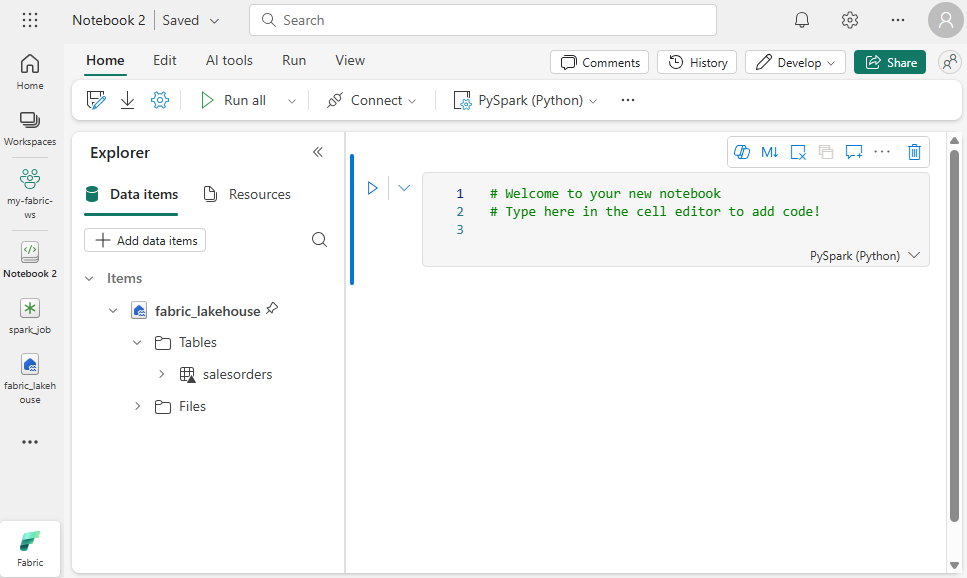 Notebook 2 Saved Search
Home Edit AI tools Run View Comments History Develop Share
Run all Connect PySpark (Python)
Home
Workspaces
my-fabric-
ws
Notebook 2
spark_job
fabric_lakeh
ouse
Fabric
Explorer
Data items Resources
Add data items
Items
fabric_lakehouse
Tables
salesorders
Files
M↓
1 # Welcome to your new notebook
2 # Type here in the cell editor to add code!
3
PySpark (Python)